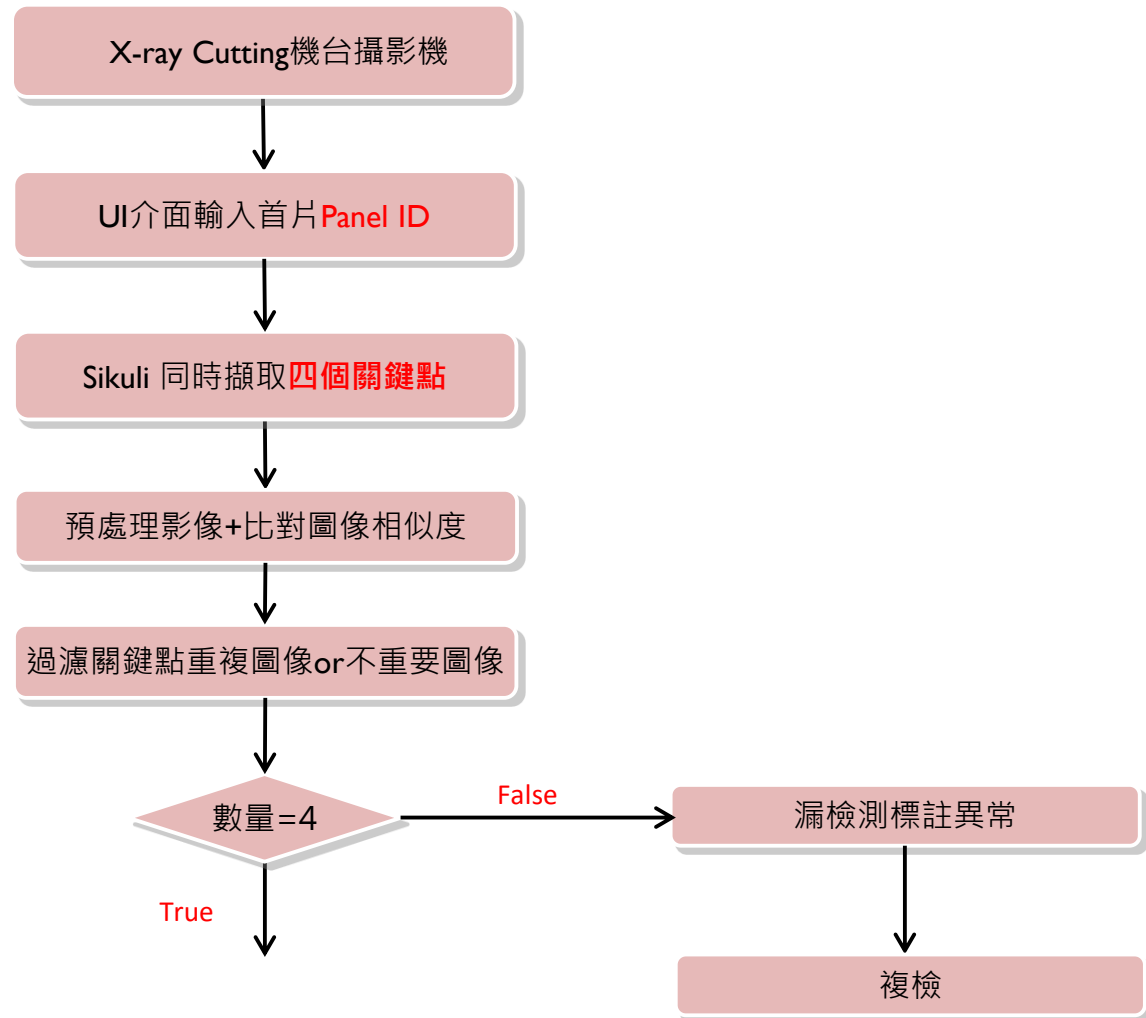 X-ray Cutting機台攝影機
UI介面輸入首片Panel ID
Sikuli 同時擷取四個關鍵點
預處理影像+比對圖像相似度
過濾關鍵點重複圖像or不重要圖像
數量=4
False
漏檢測標註異常
True
複檢